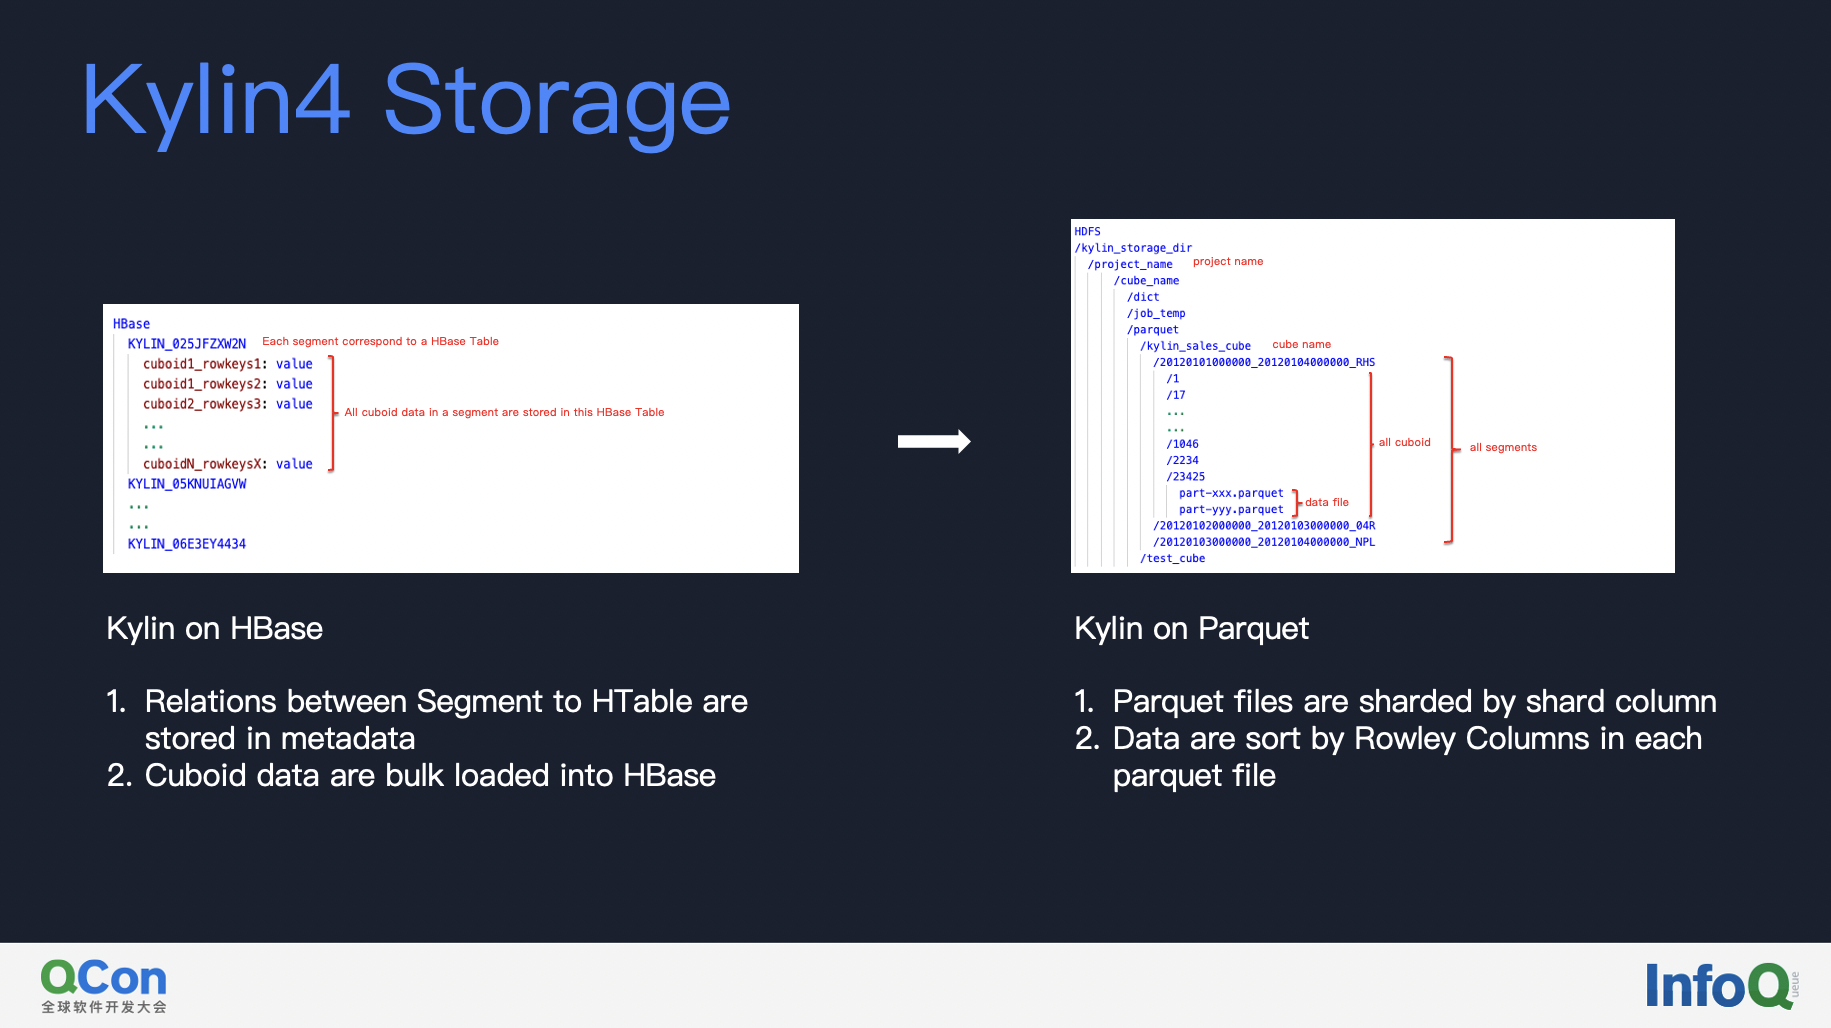 Kylin4 Storage
HBase
KYLIN_025JFZXW2N Each segment correspond to a HBase Table
cuboid1_rowkeys1: value
cuboid1_rowkeys2: value
cuboid2_rowkeys3: value
All cuboid data in a segment are stored in this HBase Table
...
...
cuboidN_rowkeysX: value
KYLIN_05KNUIAGVW
...
...
KYLIN_06E3EY4434
HDFS
/kylin_storage_dir
/project_name project name
/cube_name
/dict
/job_temp
/parquet
/kylin_sales_cube cube name
/20120101000000_20120104000000_RHS
/1
/17
...
...
/1046 all cuboid all segments
/2234
/23425
part-xxx.parquet
data file
part-yyy.parquet
/20120102000000_20120103000000_04R
/20120103000000_20120104000000_NPL
/test_cube
Kylin on HBase
1. Relations between Segment to HTable are
stored in metadata
2. Cuboid data are bulk loaded into HBase
Kylin on Parquet
1. Parquet files are sharded by shard column
2. Data are sort by Rowley Columns in each
parquet file
QCon
全球软件开发大会
InfoQ
ueue